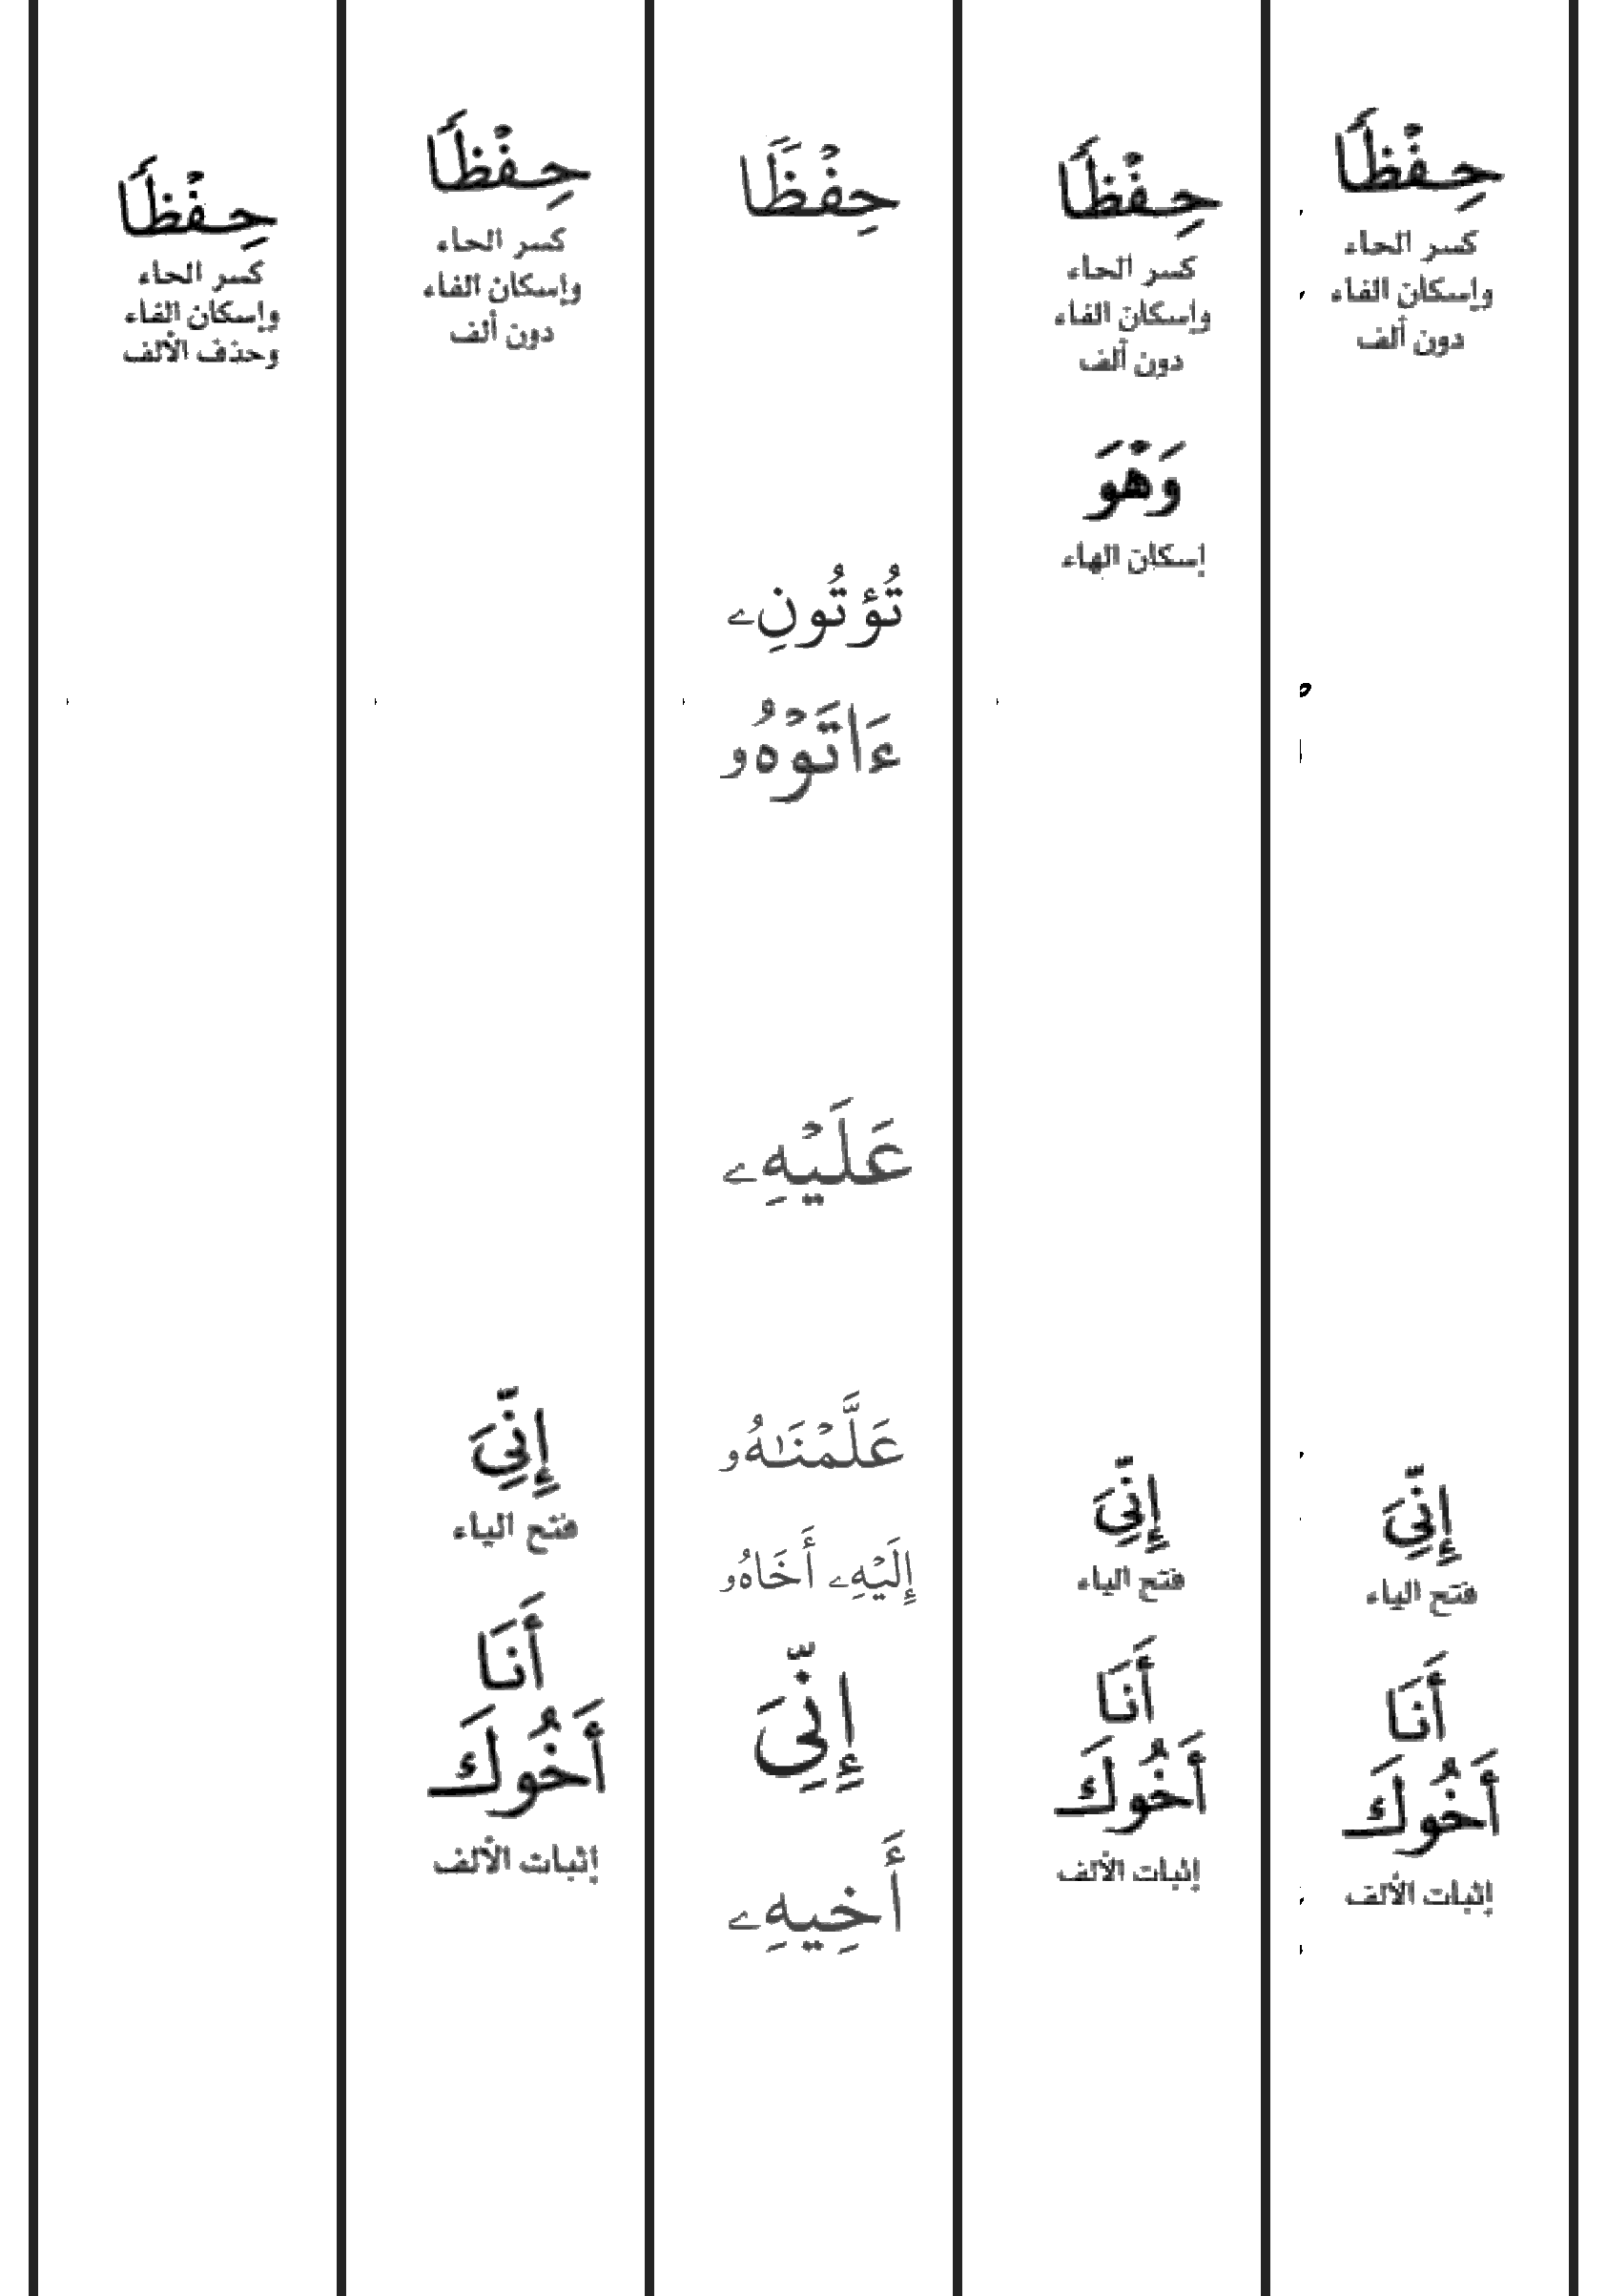 حِفْظًا
كسر الحاء
وإسكان الفاء
دون ألف
إِنِّيَ
فتح الياء
أَنَا
أَخُوكَ
إثبات الألف
حِفْظًا
كسر الحاء
وإسكان الفاء
دون ألف
وَهْوَ
إسكان الهاء
إِنِّيَ
فتح الياء
أَنَا
أَخُوكَ
إثبات الألف
حِفْظًا
تُؤْتُونِے
ءَاتَوْهُۥ
عَلَيْهِۦ
عَلَّمْنَٰهُۥ
إِلَيْهِۦ أَخَاهُۥ
إِنِّيَ
أَخِيهِۦ
حِفْظًا
كسر الحاء
وإسكان الفاء
دون ألف
إِنِّيَ
فتح الياء
أَنَا
أَخُوكَ
إثبات الألف
حِفْظًا
كسر الحاء
وإسكان الفاء
وحذف الألف